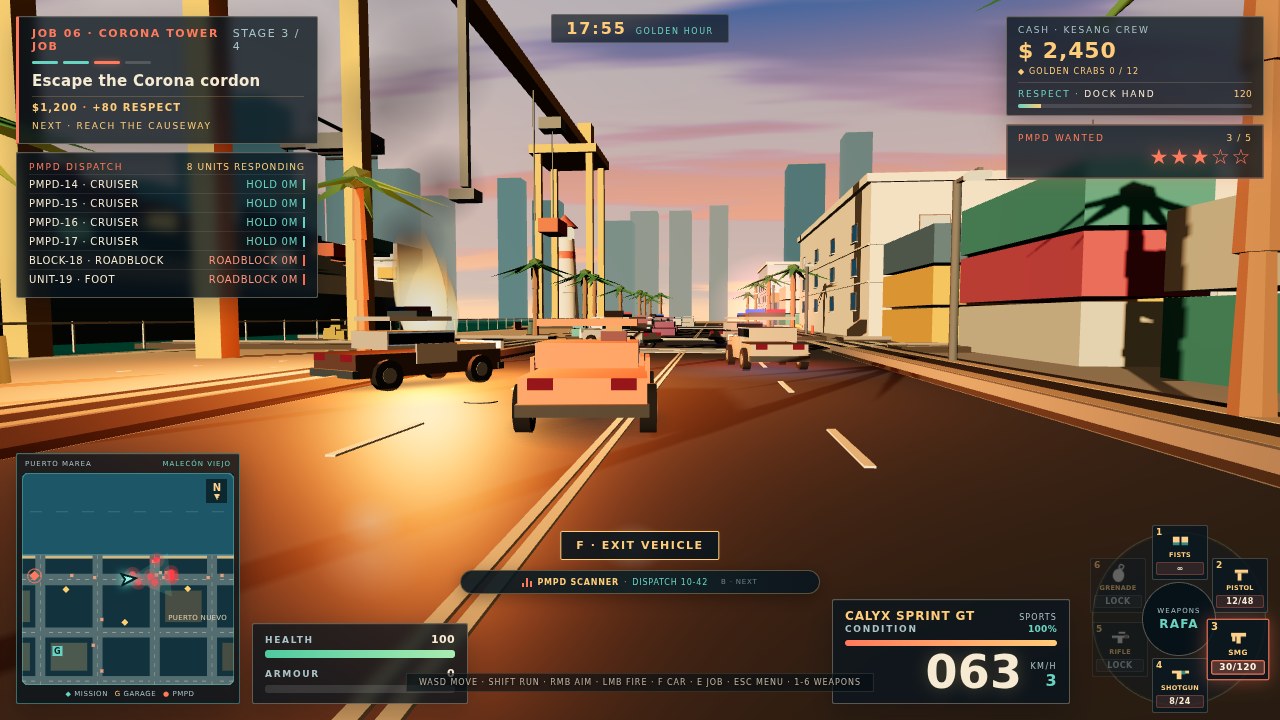 JOB 06 · CORONA TOWER JOB
STAGE 3 / 4
Escape the Corona cordon
$1,200 · +80 RESPECT
NEXT · REACH THE CAUSEWAY
PMPD DISPATCH 8 UNITS RESPONDING
PMPD-14 · CRUISER HOLD 0M
PMPD-15 · CRUISER HOLD 0M
PMPD-16 · CRUISER HOLD 0M
PMPD-17 · CRUISER HOLD 0M
BLOCK-18 · ROADBLOCK ROADBLOCK 0M
UNIT-19 · FOOT ROADBLOCK 0M
17:55 GOLDEN HOUR
CASH · KESANG CREW
$ 2,450
◆ GOLDEN CRABS 0 / 12
RESPECT · DOCK HAND 120
PMPD WANTED 3 / 5
★★★☆☆
PUERTO MAREA MALECÓN VIEJO
N
▼
PUERTO NUEVO
G
◆ MISSION G GARAGE ● PMPD
HEALTH 100
ARMOUR 0
F · EXIT VEHICLE
PMPD SCANNER · DISPATCH 10-42 B · NEXT
WASD MOVE · SHIFT RUN · RMB AIM · LMB FIRE · F CAR · E JOB · ESC MENU · 1-6 WEAPONS
CALYX SPRINT GT SPORTS
CONDITION 100%
063 KM/H
3
1
FISTS
∞
2
PISTOL
12/48
3
SMG
30/120
4
SHOTGUN
8/24
5
RIFLE
LOCK
6
GRENADE
LOCK
WEAPONS
RAFA